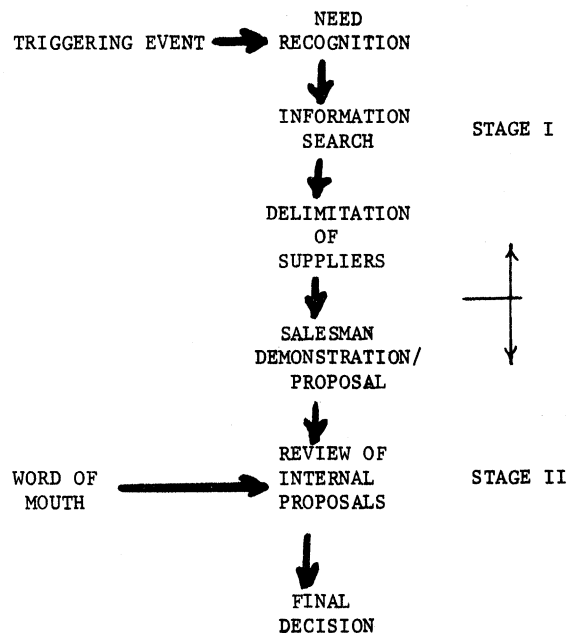 NEED
TRIGGERING EVENT
RECOGNITION
INFORMATION
SEARCH
STAGE I
DELIMITATION
OF
SUPPLIERS
SALESMAN
DEMONSTRATION/
PROPOSAL
REVIEW OF
INTERNAL
PROPOSALS
WORD OF
MOUTH
STAGE II
FINAL
DECISION